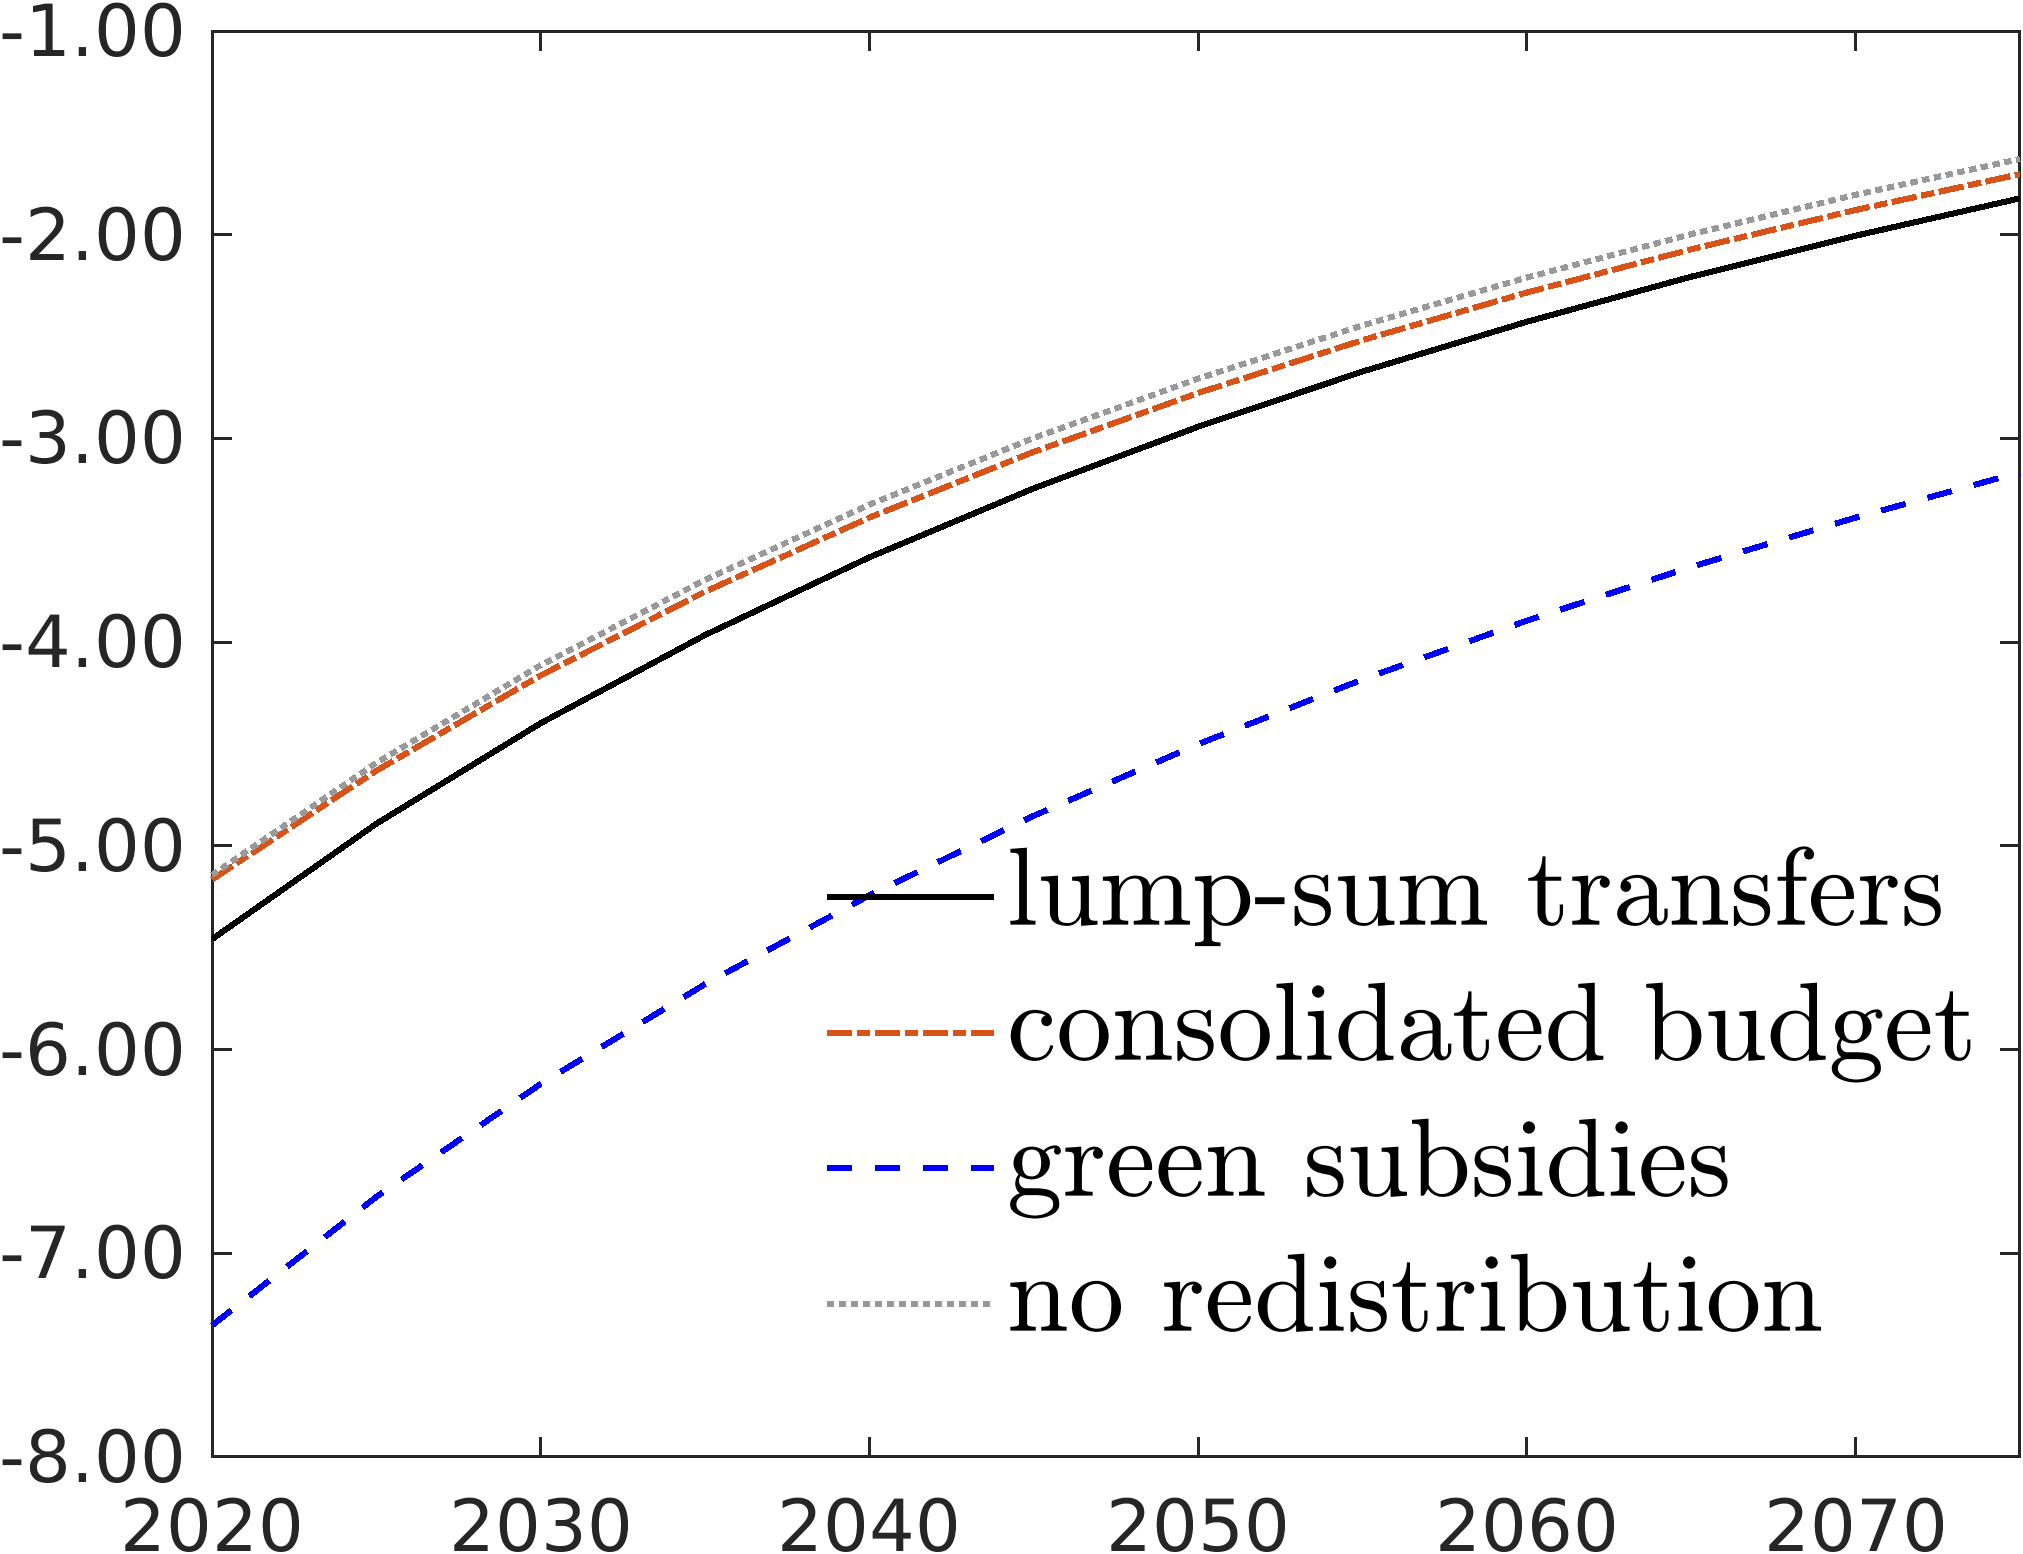 -1.00
-2.00
-3.00
-4.00
-5.00
-6.00
-7.00
-8.00
lump-sum transfers
consolidated budget
green subsidies
no redistribution
2020 2030 2040 2050 2060 2070